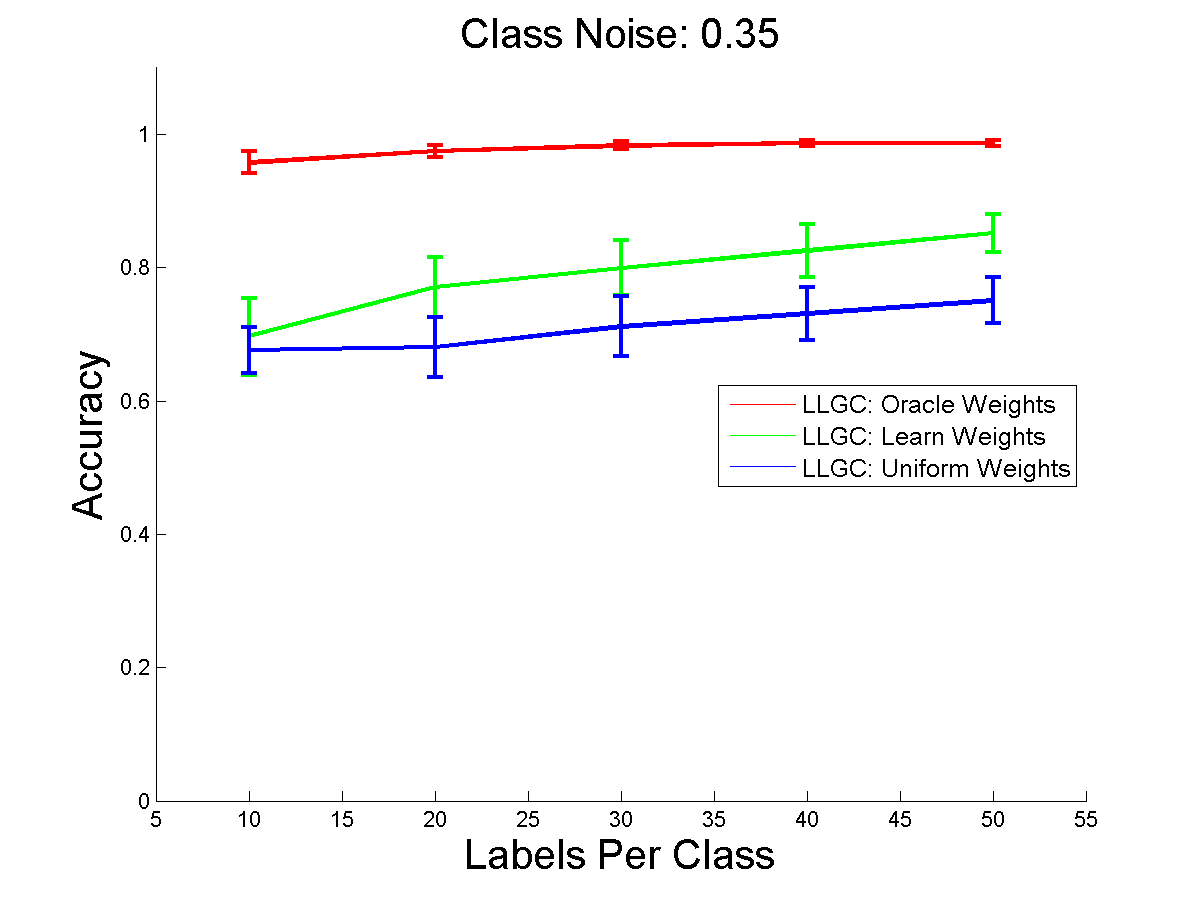 Class Noise: 0.35
1
0.8
0.6
0.4
0.2
0
Accuracy
LLGC: Oracle Weights
LLGC: Learn Weights
LLGC: Uniform Weights
5 10 15 20 25 30 35 40 45 50 55
Labels Per Class